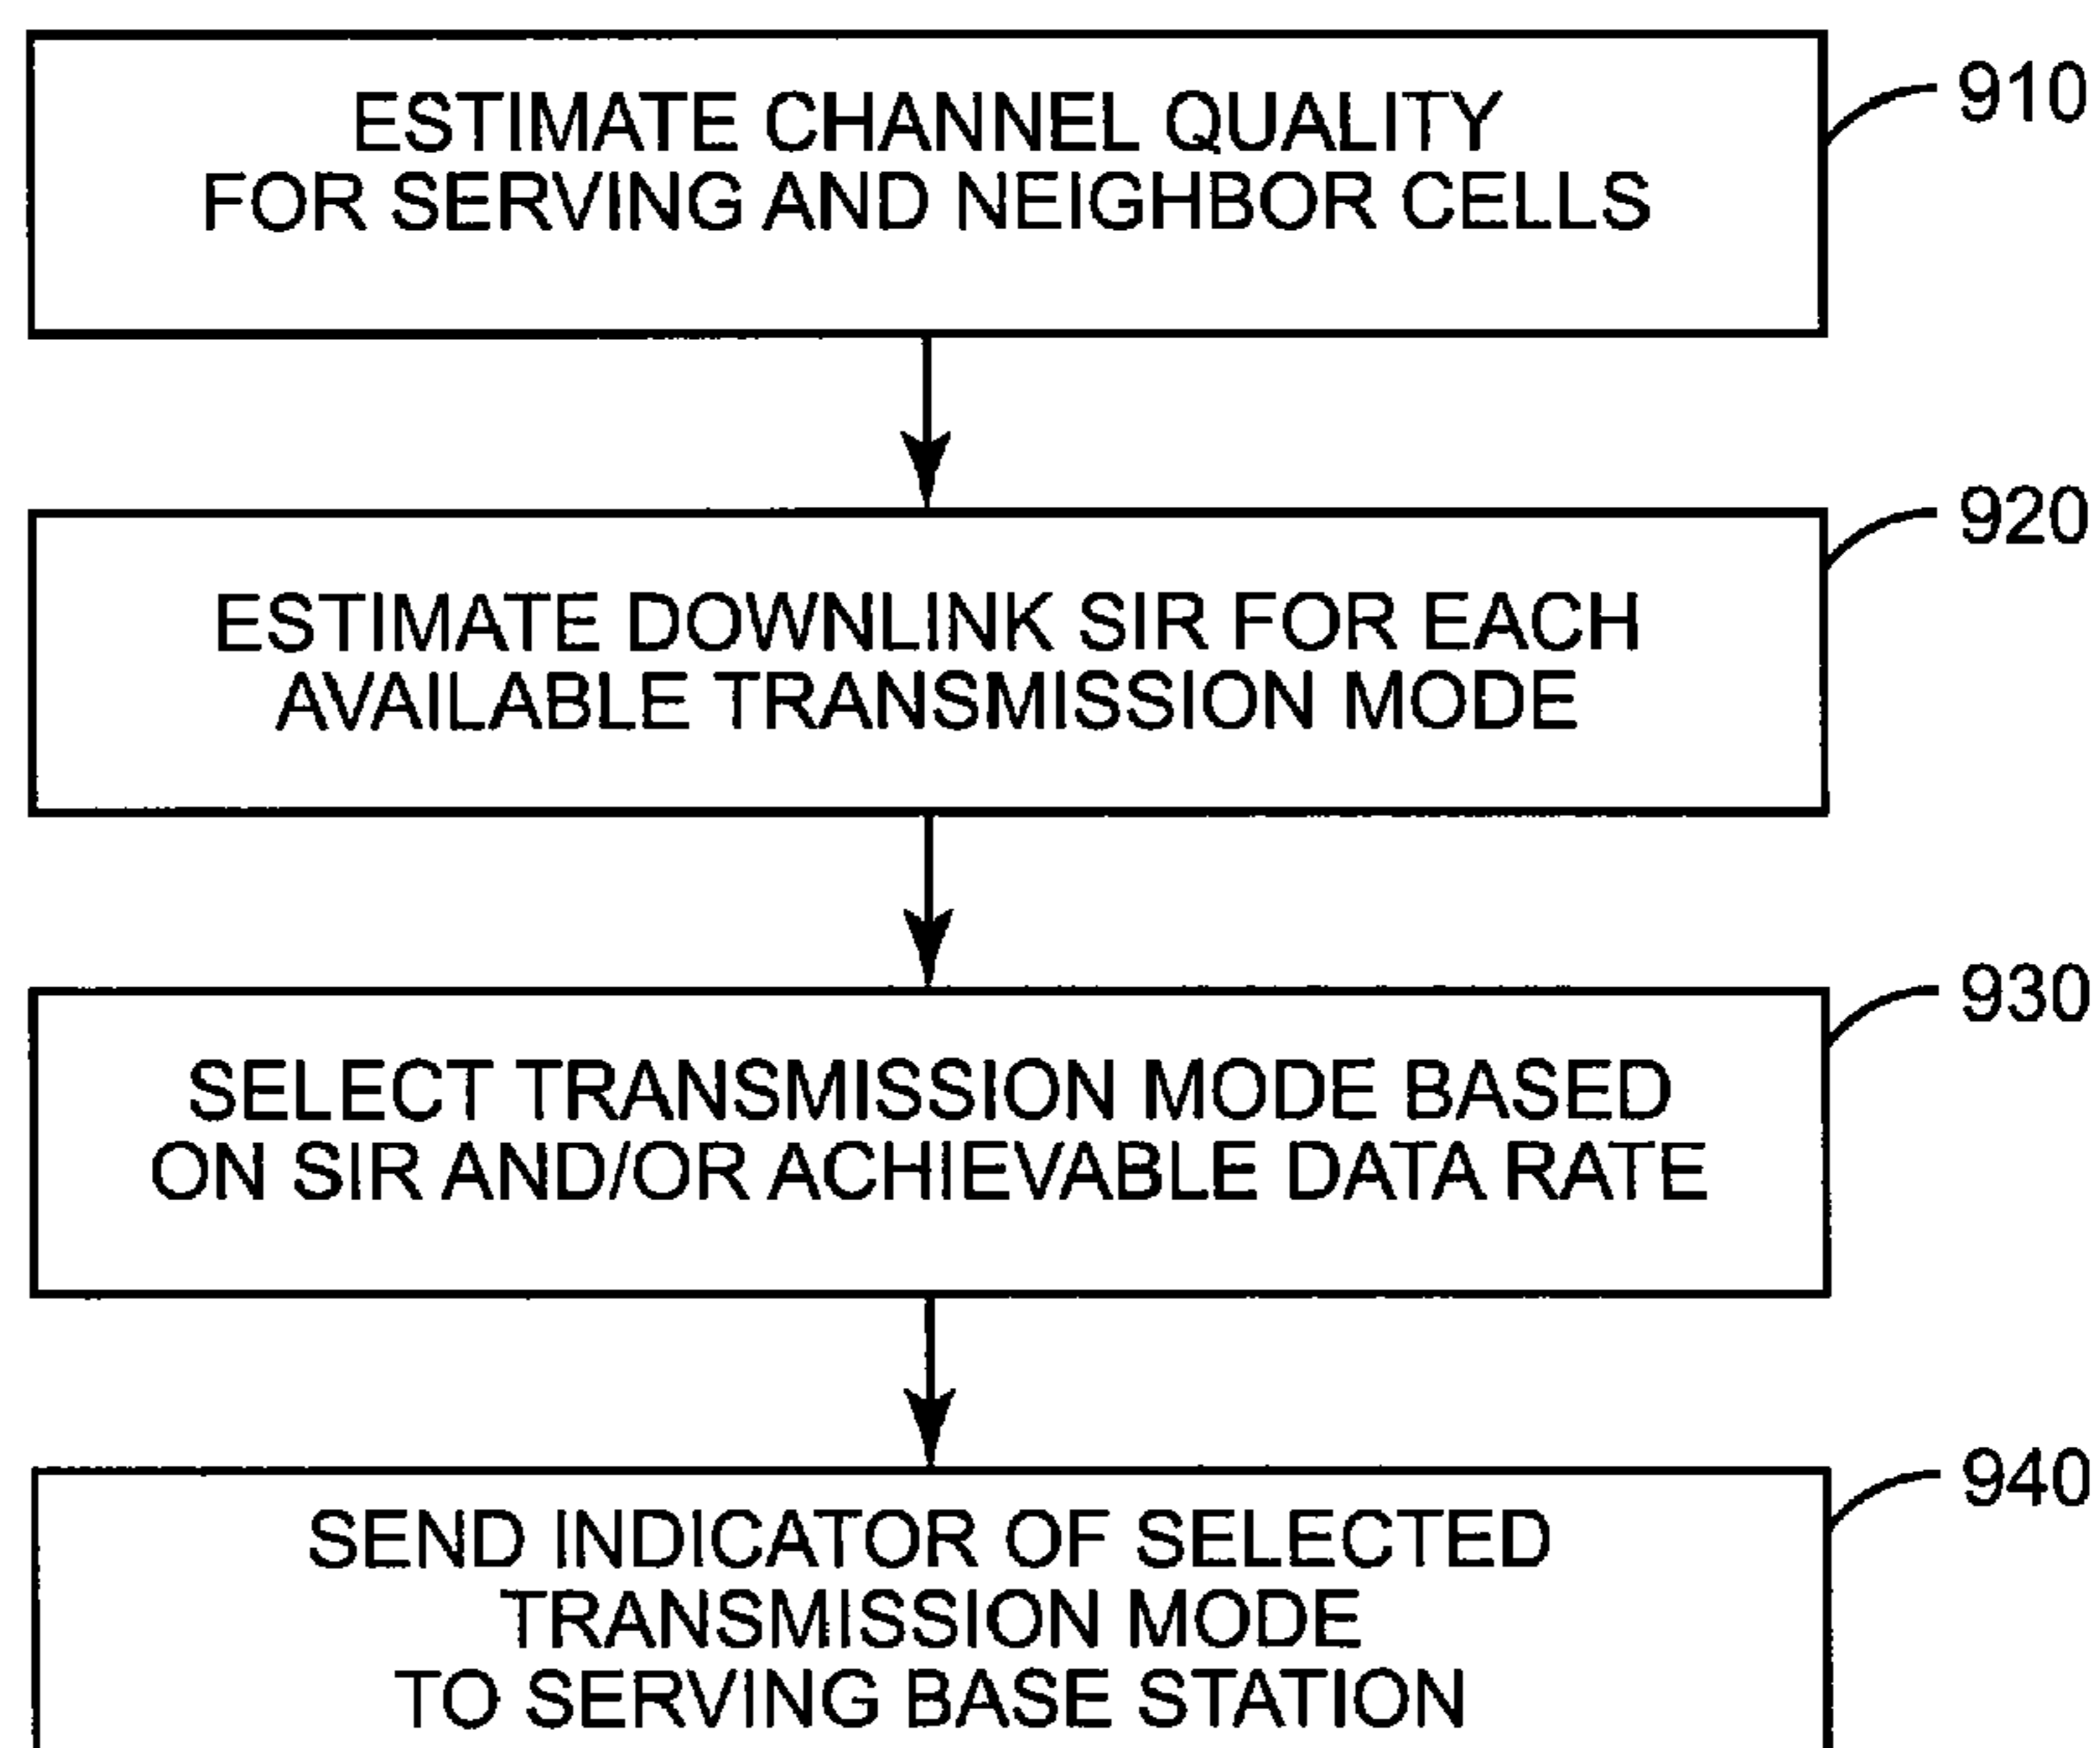 ESTIMATE CHANNEL QUALITY
FOR SERVING AND NEIGHBOR CELLS
910
ESTIMATE DOWNLINK SIR FOR EACH
AVAILABLE TRANSMISSION MODE
920
SELECT TRANSMISSION MODE BASED
ON SIR AND/OR ACHIEVABLE DATA RATE
930
SEND INDICATOR OF SELECTED
TRANSMISSION MODE
TO SERVING BASE STATION
940